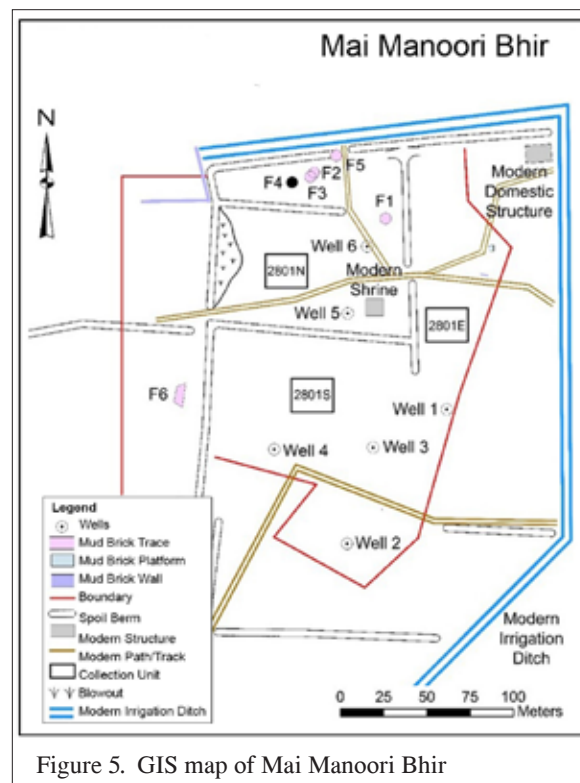 Mai Manoori Bhir
N
F5
F4
F2
F3
Modern
Domestic
Structure
F1
Well 6
2801N
Modern
Shrine
Well 5
2801E
F6
2801S
Well 1
Well 4
Well 3
Well 2
Legend
Wells
Mud Brick Trace
Mud Brick Platform
Mud Brick Wall
Boundary
Spoil Berm
Modern Structure
Modern Path/Track
Collection Unit
Blowout
Modern Irrigation Ditch
Modern
Irrigation
Ditch
0 25 50 75 100
Meters
Figure 5. GIS map of Mai Manoori Bhir